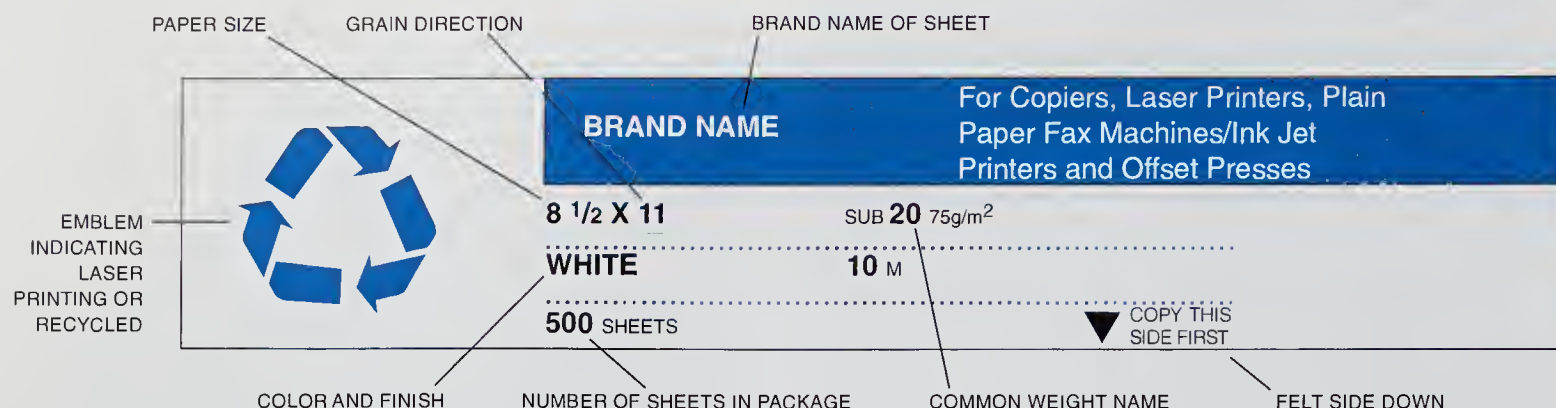 PAPER SIZE
GRAIN DIRECTION
BRAND NAME OF SHEET
BRAND NAME
For Copiers, Laser Printers, Plain
Paper Fax Machines/Ink Jet
Printers and Offset Presses
EMBLEM
INDICATING
LASER
PRINTING OR
RECYCLED
8 1/2 X 11
SUB 20 75g/m²
WHITE
10 M
500 SHEETS
COPY THIS
SIDE FIRST
COLOR AND FINISH
NUMBER OF SHEETS IN PACKAGE
COMMON WEIGHT NAME
FELT SIDE DOWN